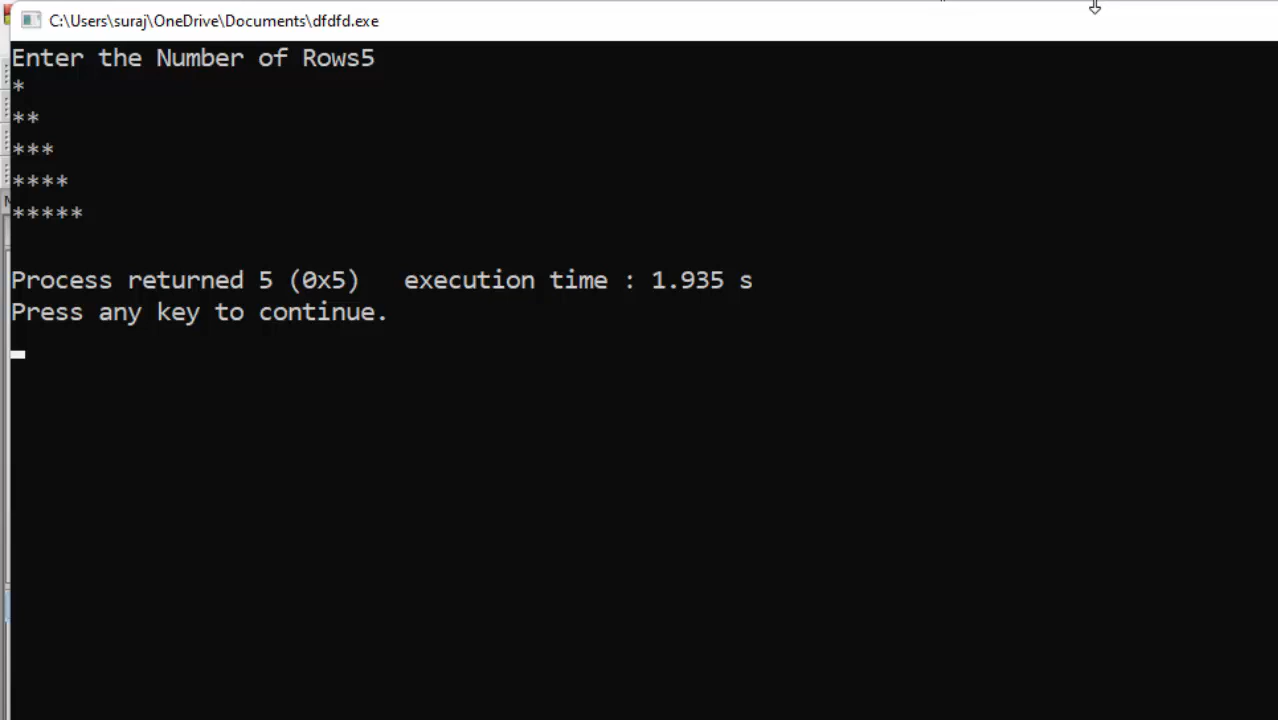 C:\Users\suraj\OneDrive\Documents\dfdfd.exe
Enter the Number of Rows5
*
**
***
****
*****
Process returned 5 (0x5)   execution time : 1.935 s
Press any key to continue.